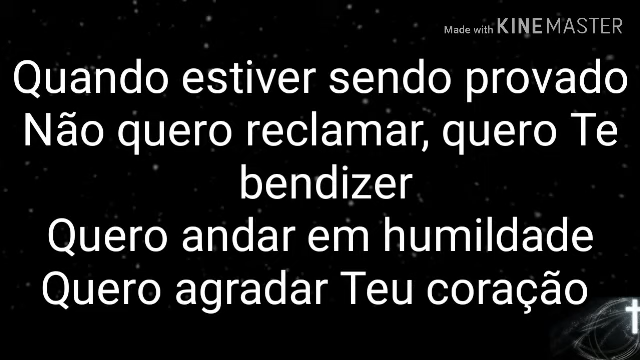 Made with KINEMASTER
Quando estiver sendo provado
Não quero reclamar, quero Te
bendizer
Quero andar em humildade
Quero agradar Teu coração